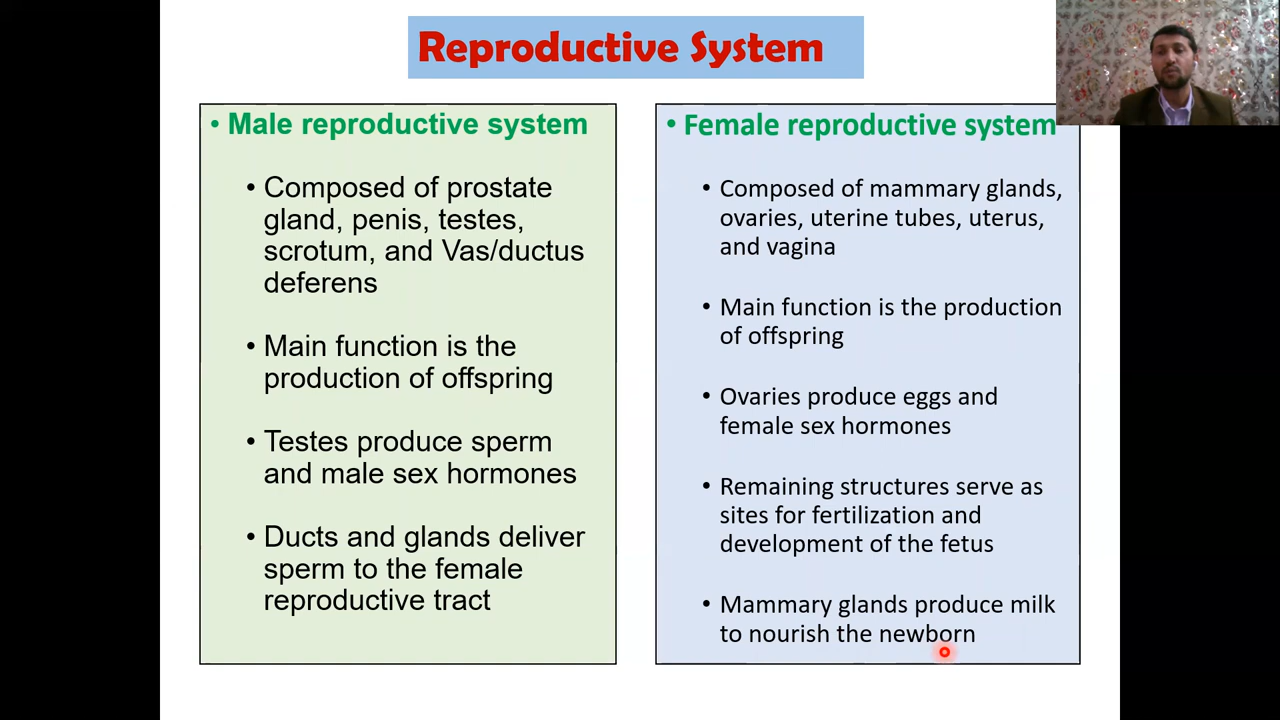 Reproductive System
• Male reproductive system
• Composed of prostate
gland, penis, testes,
scrotum, and Vas/ductus
deferens
• Main function is the
production of offspring
• Testes produce sperm
and male sex hormones
• Ducts and glands deliver
sperm to the female
reproductive tract
• Female reproductive system
• Composed of mammary glands,
ovaries, uterine tubes, uterus,
and vagina
• Main function is the production
of offspring
• Ovaries produce eggs and
female sex hormones
• Remaining structures serve as
sites for fertilization and
development of the fetus
• Mammary glands produce milk
to nourish the newborn